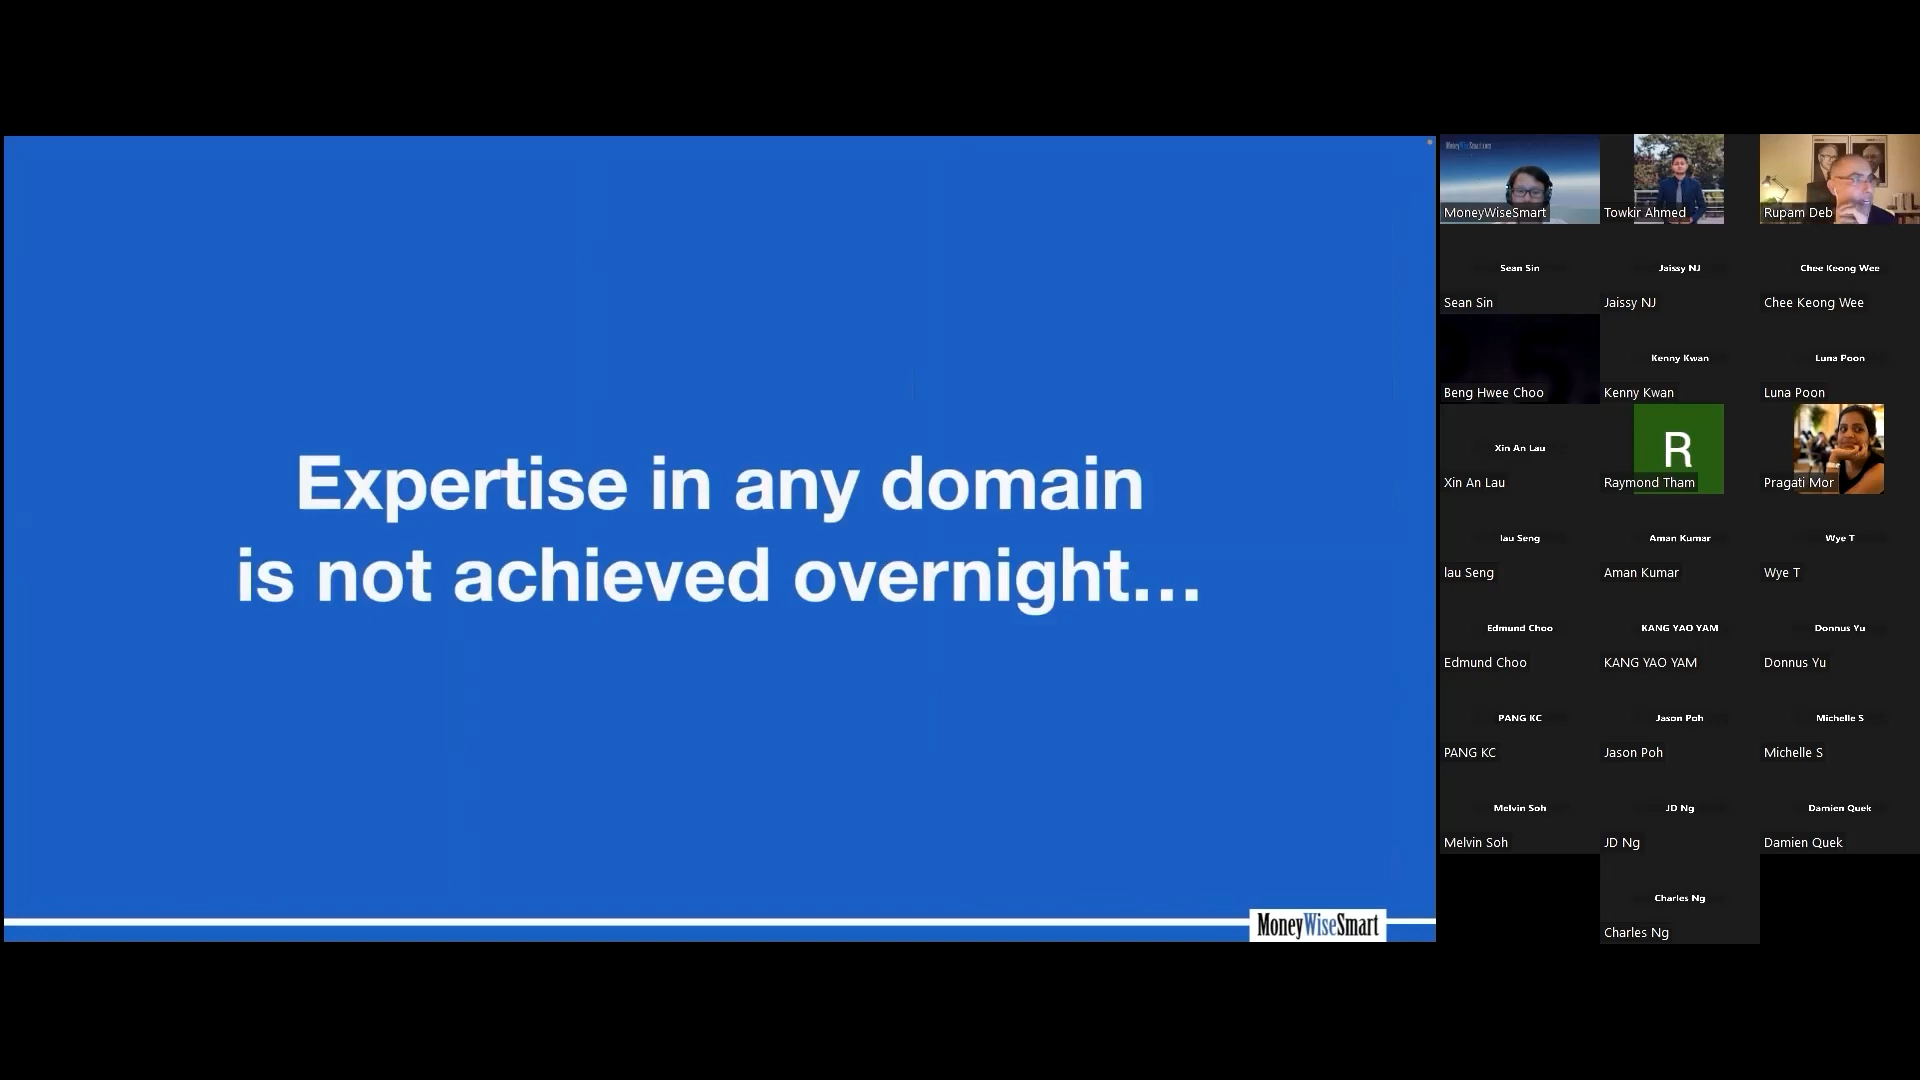 Expertise in any domain
is not achieved overnight...
MoneyWiseSmart
MoneyWiseSmart
Towkir Ahmed
Rupam Deb
Sean Sin
Sean Sin
Jaissy NJ
Jaissy NJ
Chee Keong Wee
Chee Keong Wee
Beng Hwee Choo
Kenny Kwan
Kenny Kwan
Luna Poon
Luna Poon
Xin An Lau
Xin An Lau
R
Raymond Tham
Pragati Mor
lau Seng
lau Seng
Aman Kumar
Aman Kumar
Wye T
Wye T
Edmund Choo
Edmund Choo
KANG YAO YAM
KANG YAO YAM
Donnus Yu
Donnus Yu
PANG KC
PANG KC
Jason Poh
Jason Poh
Michelle S
Michelle S
Melvin Soh
Melvin Soh
JD Ng
JD Ng
Damien Quek
Damien Quek
Charles Ng
Charles Ng